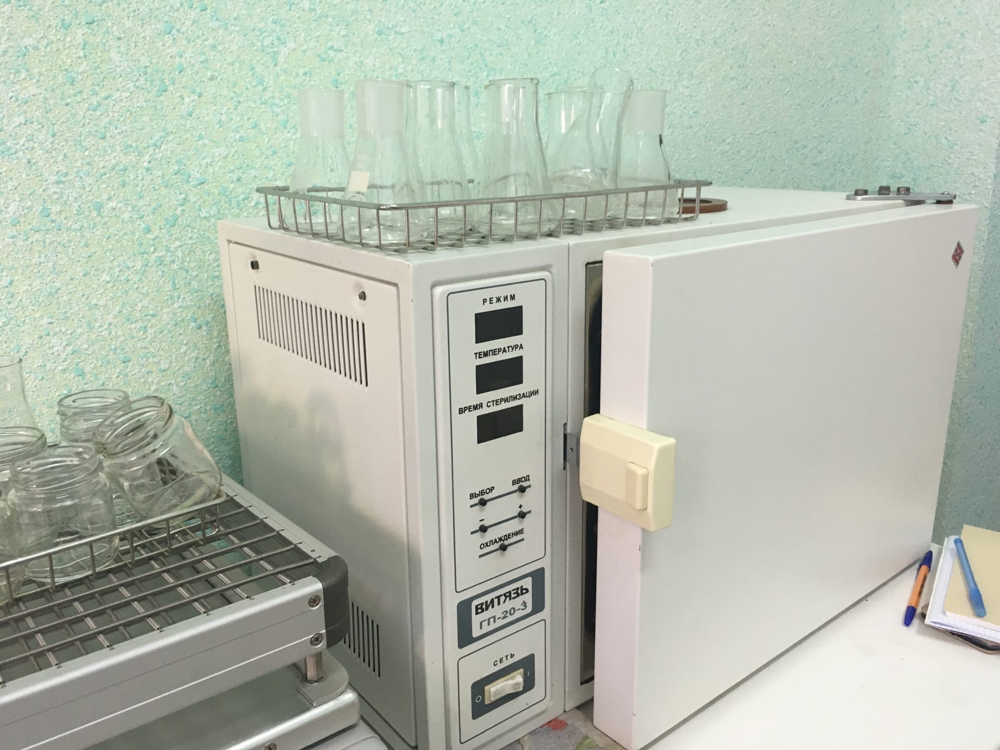 РЕЖИМ
ТЕМПЕРАТУРА
ВРЕМЯ СТЕРИЛИЗАЦИИ
ВЫБОР ВВОД
- +
ОХЛАЖДЕНИЕ
ВИТЯЗЬ
ГП-20-3
СЕТЬ
O I